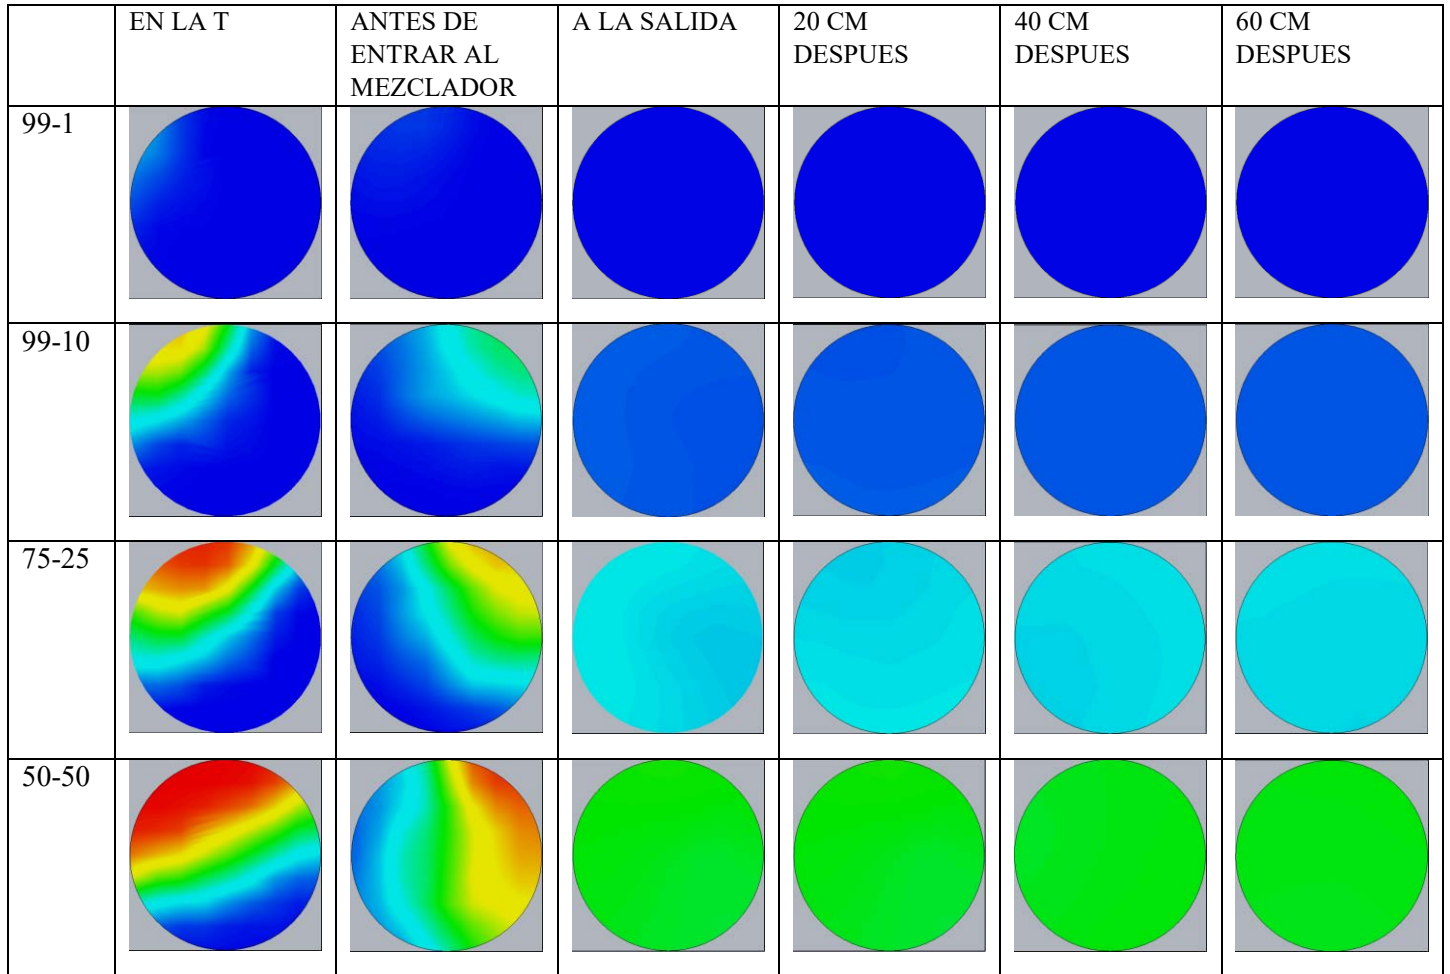 EN LA T
ANTES DE
ENTRAR AL
MEZCLADOR
A LA SALIDA
20 CM
DESPUES
40 CM
DESPUES
60 CM
DESPUES
99-1
99-10
75-25
50-50